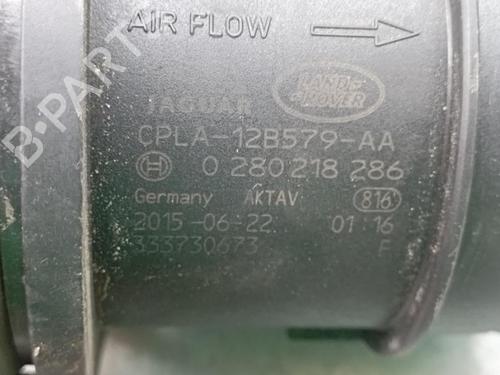 AIR FLOW
JAGUAR LAND ROVER
CPLA-12B579-AA
0 280 218 286
Germany AKTAV 816
2015-06-22 01:16
333730673 F
B-PART